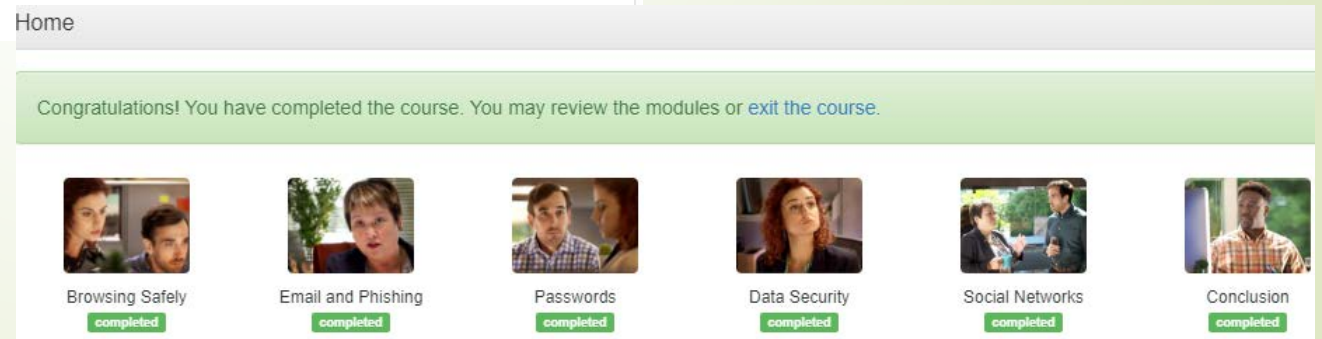 Home
Congratulations! You have completed the course. You may review the modules or exit the course.
Browsing Safely
Email and Phishing
Passwords
Data Security
Social Networks
Conclusion
completed
completed
completed
completed
completed
completed